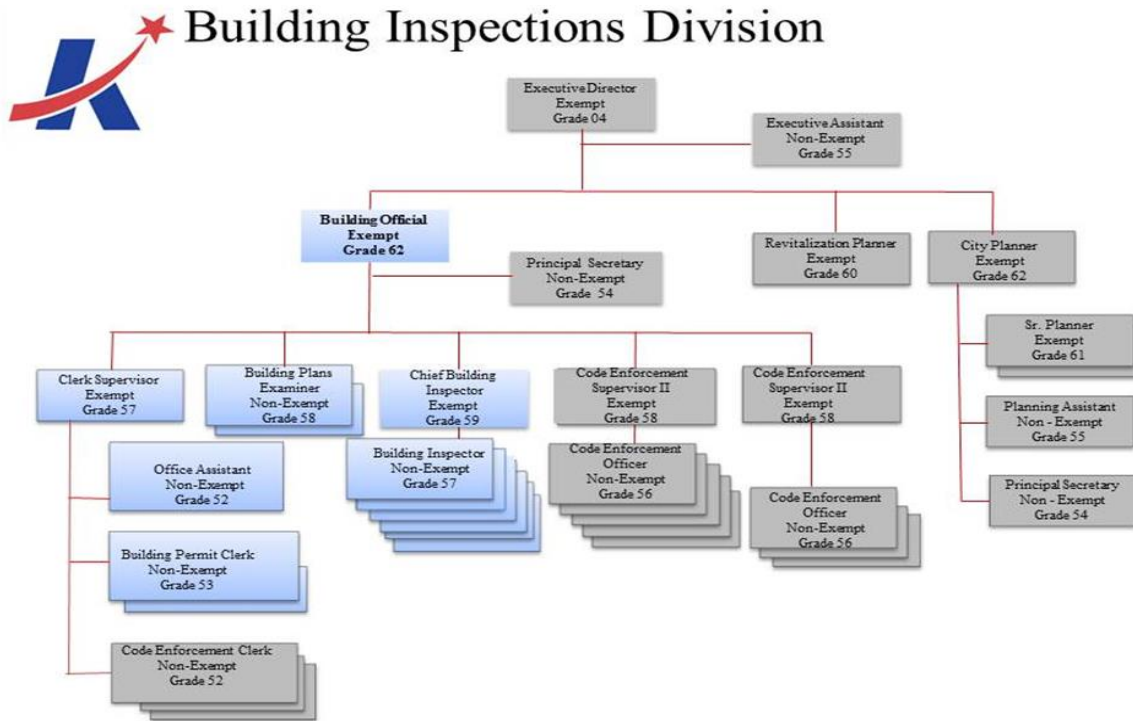 Building Inspections Division
Executive Director
Exempt
Grade 04
Executive Assistant
Non-Exempt
Grade 55
Building Official
Exempt
Grade 62
Principal Secretary
Non-Exempt
Grade 54
Revitalization Planner
Exempt
Grade 60
City Planner
Exempt
Grade 62
Sr. Planner
Exempt
Grade 61
Planning Assistant
Non - Exempt
Grade 55
Principal Secretary
Non - Exempt
Grade 54
Clerk Supervisor
Exempt
Grade 57
Building Plans
Examiner
Non-Exempt
Grade 58
Chief Building
Inspector
Exempt
Grade 59
Code Enforcement
Supervisor II
Exempt
Grade 58
Code Enforcement
Supervisor II
Exempt
Grade 58
Office Assistant
Non-Exempt
Grade 52
Building Permit Clerk
Non-Exempt
Grade 53
Code Enforcement Clerk
Non-Exempt
Grade 52
Building Inspector
Non-Exempt
Grade 57
Code Enforcement
Officer
Non-Exempt
Grade 56
Code Enforcement
Officer
Non-Exempt
Grade 56